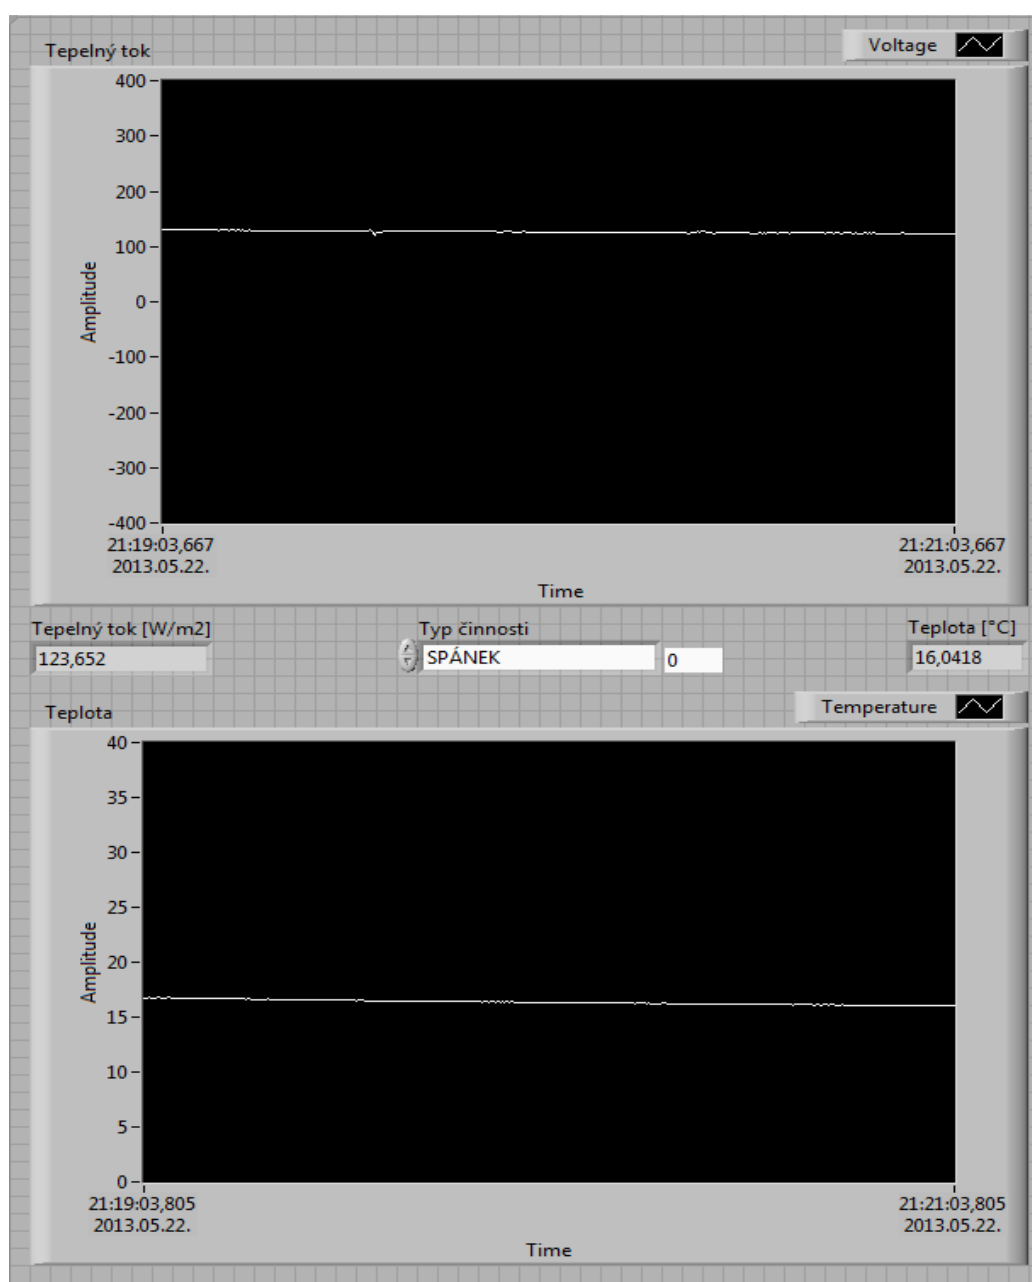 Tepelný tok
Voltage
400
300
200
100
0
-100
-200
-300
-400
Amplitude
21:19:03,667
2013.05.22.
21:21:03,667
2013.05.22.
Time
Tepelný tok [W/m2]
123,652
Typ činnosti
SPÁNEK
0
Teplota [°C]
16,0418
Teplota
Temperature
40
35
30
25
20
15
10
5
0
Amplitude
21:19:03,805
2013.05.22.
21:21:03,805
2013.05.22.
Time